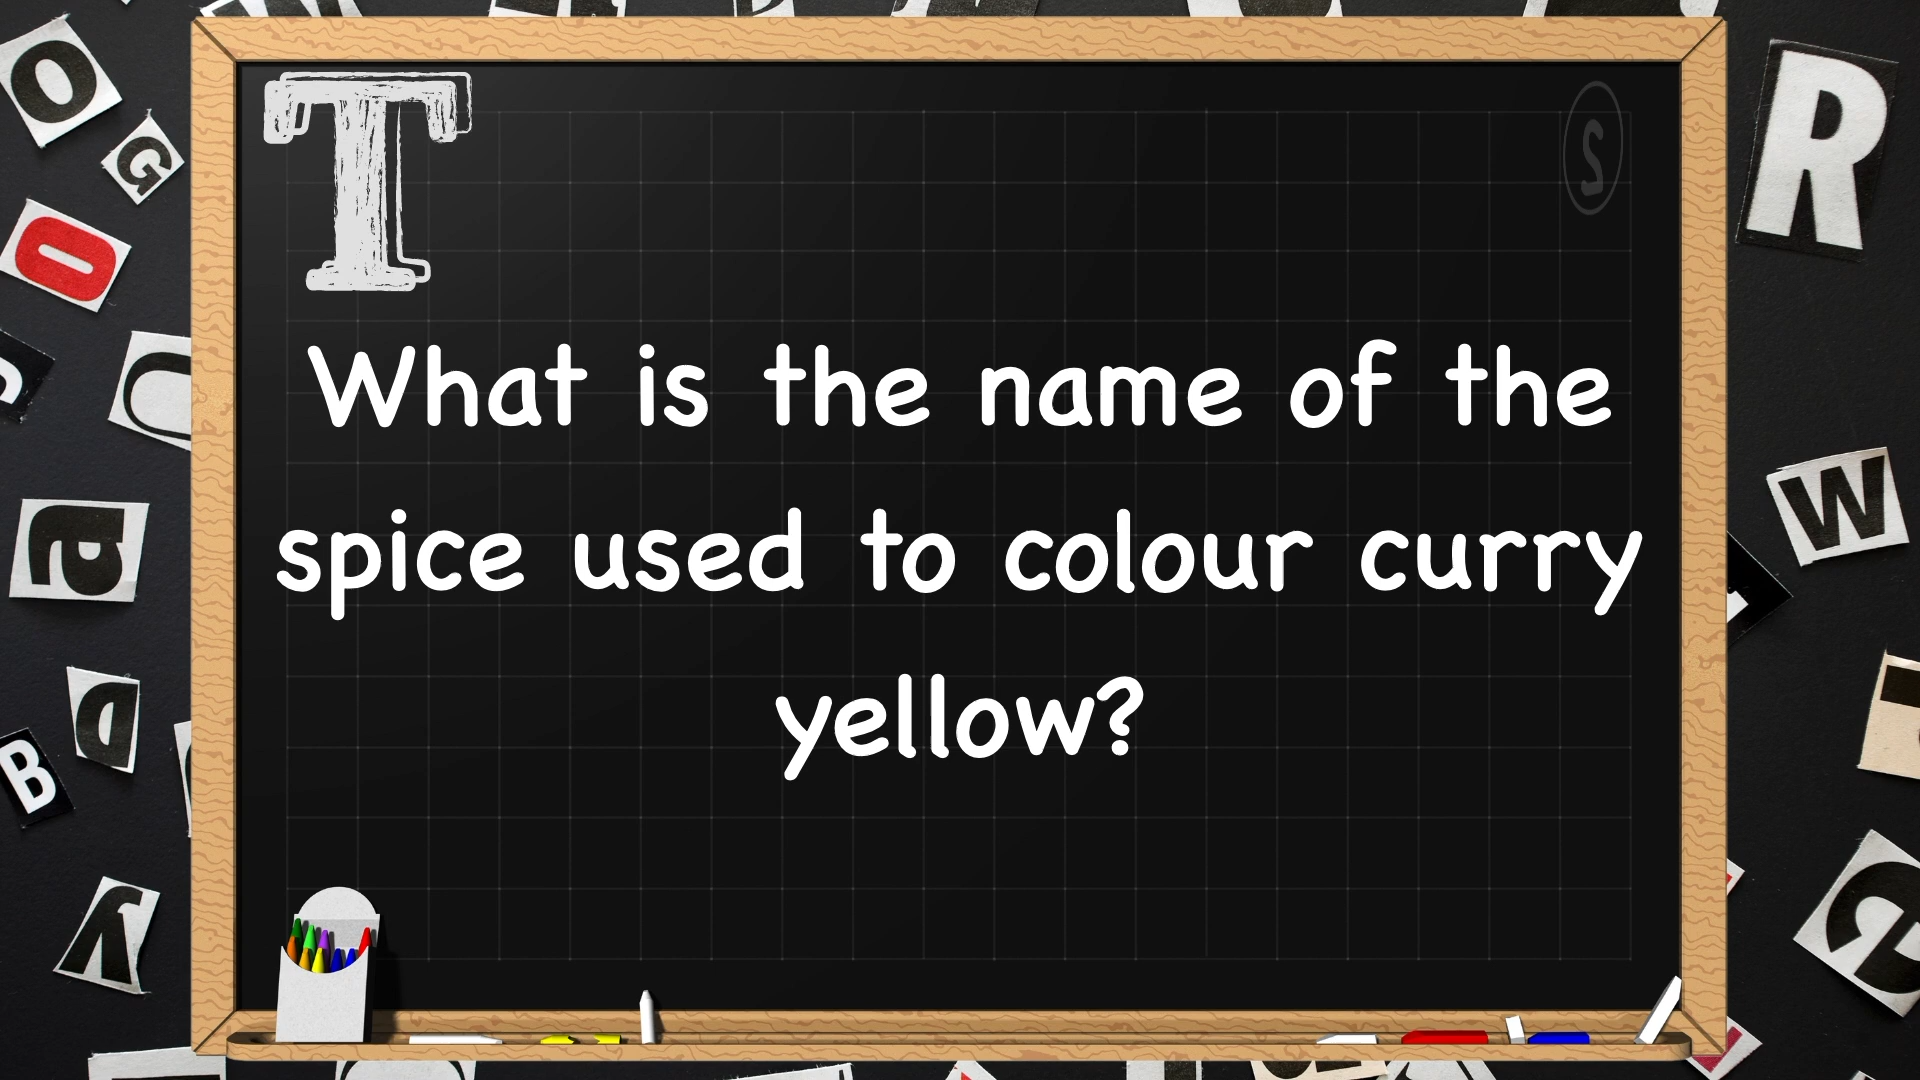 T
S
What is the name of the
spice used to colour curry
yellow?
O
G
O
a
B
y
R
W
e